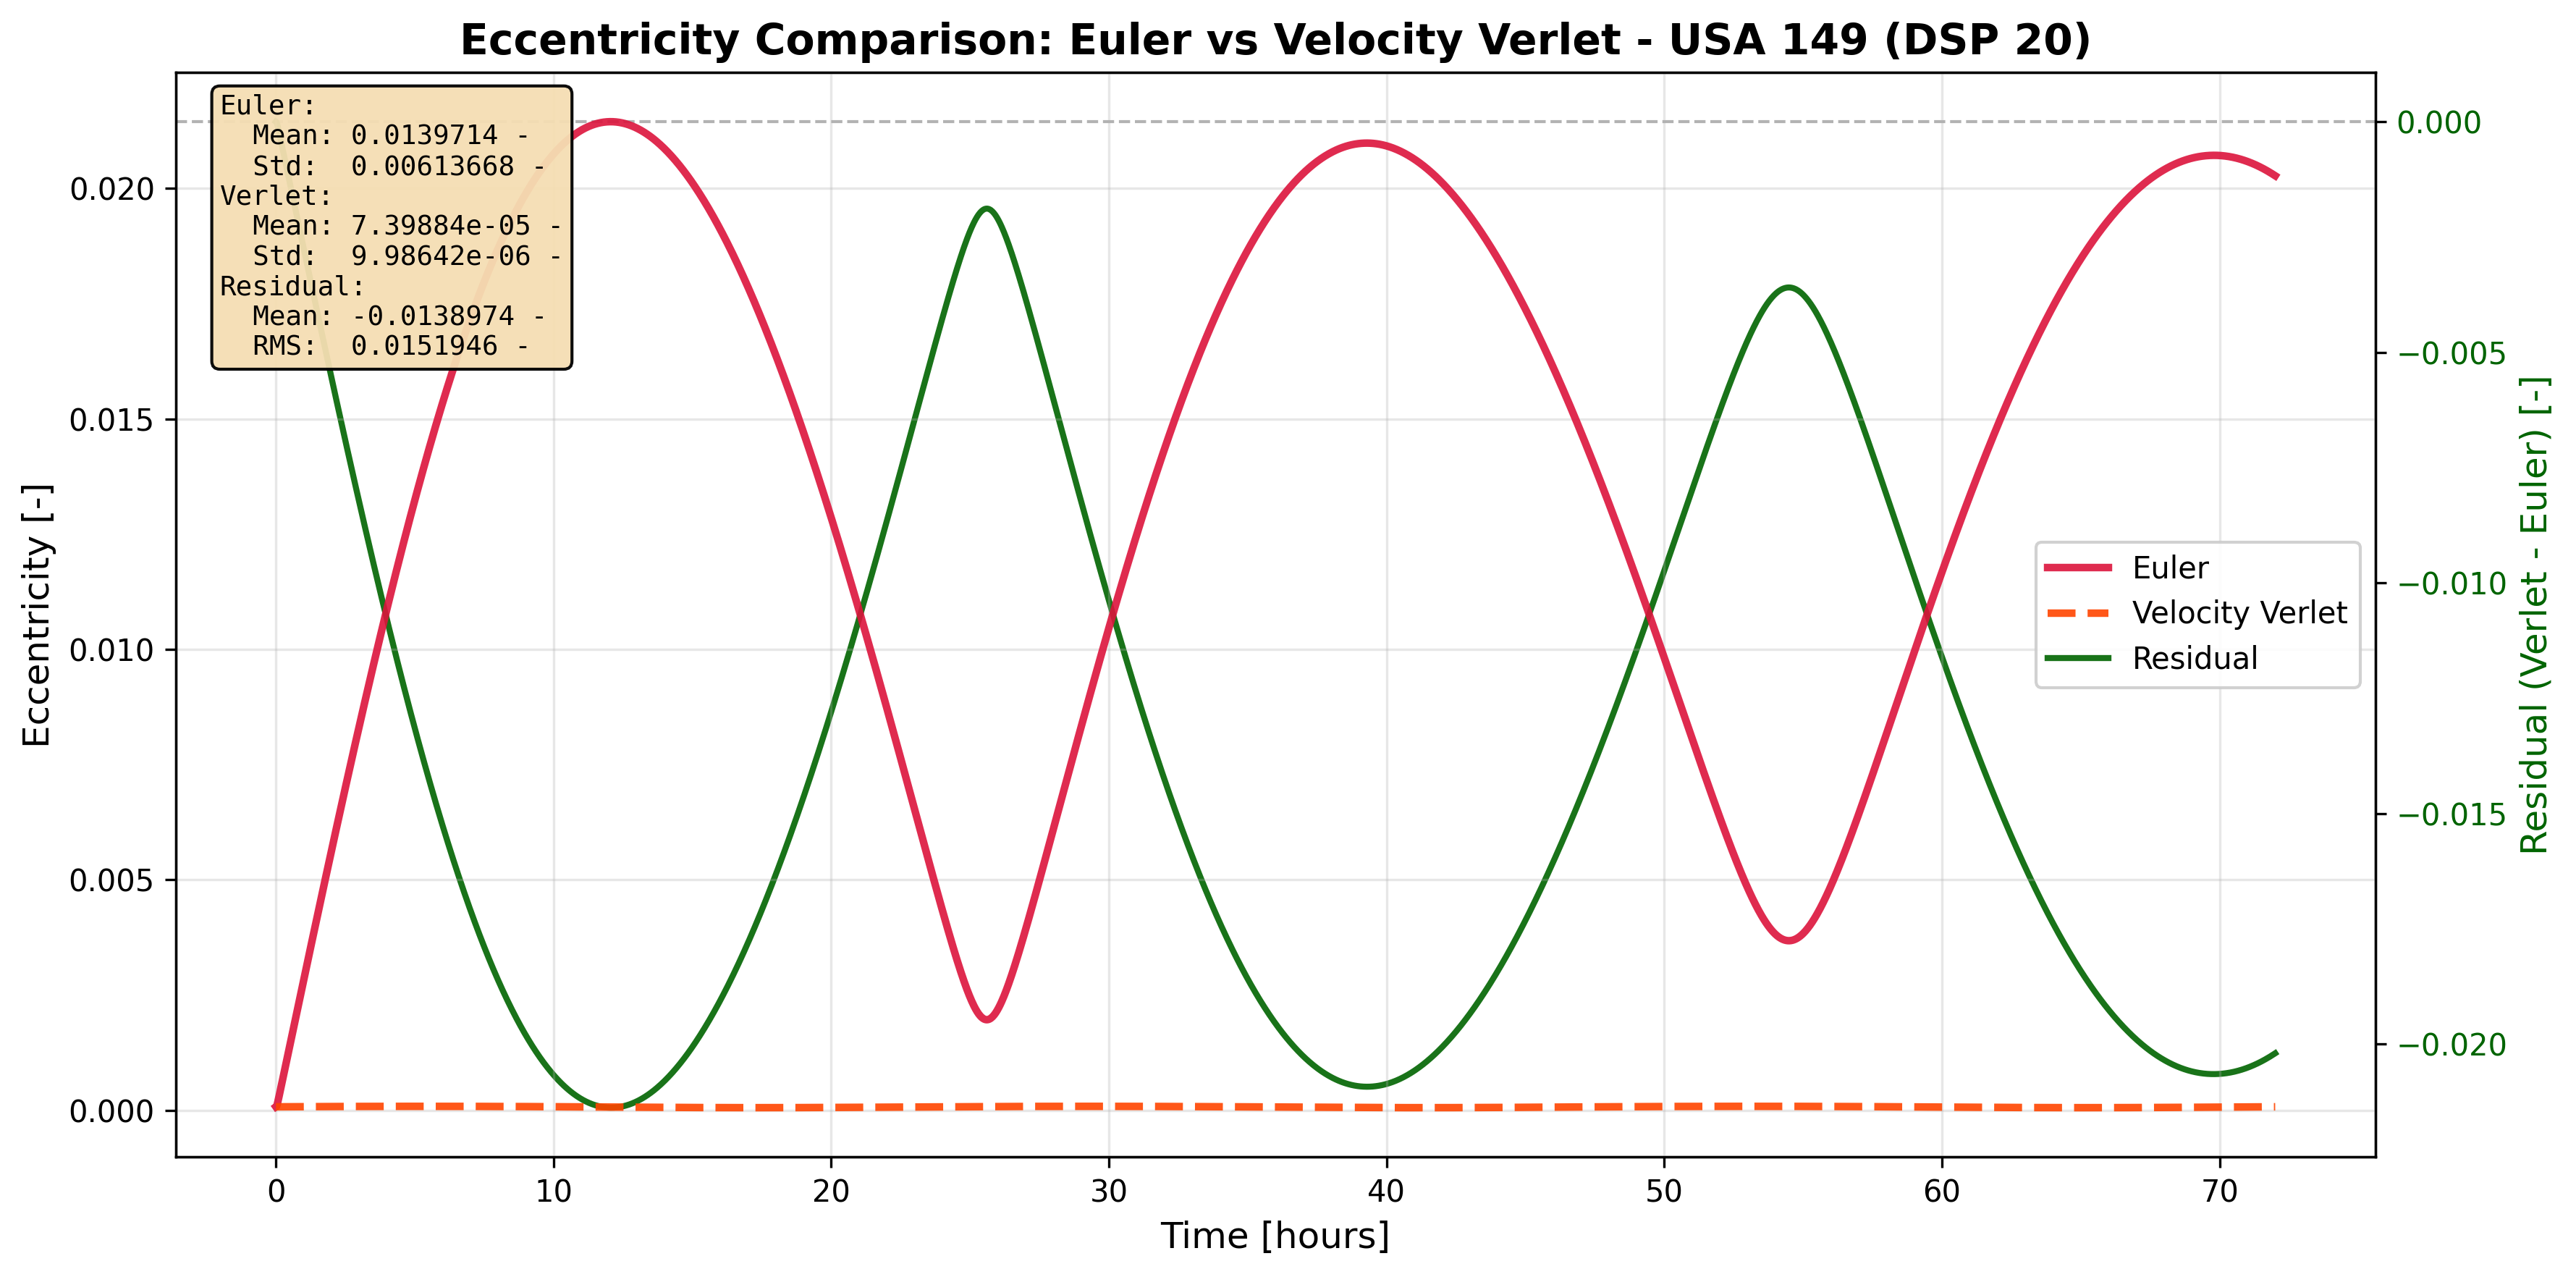 Eccentricity Comparison: Euler vs Velocity Verlet - USA 149 (DSP 20)
Euler:
Mean: 0.0139714 -
Std: 0.00613668 -
Verlet:
Mean: 7.39884e-05 -
Std: 9.98642e-06 -
Residual:
Mean: -0.0138974 -
RMS: 0.0151946 -
Eccentricity [-]
0.020
0.015
0.010
0.005
0.000
0.000
−0.005
−0.010
−0.015
−0.020
Residual (Verlet - Euler) [-]
Euler
Velocity Verlet
Residual
0 10 20 30 40 50 60 70
Time [hours]